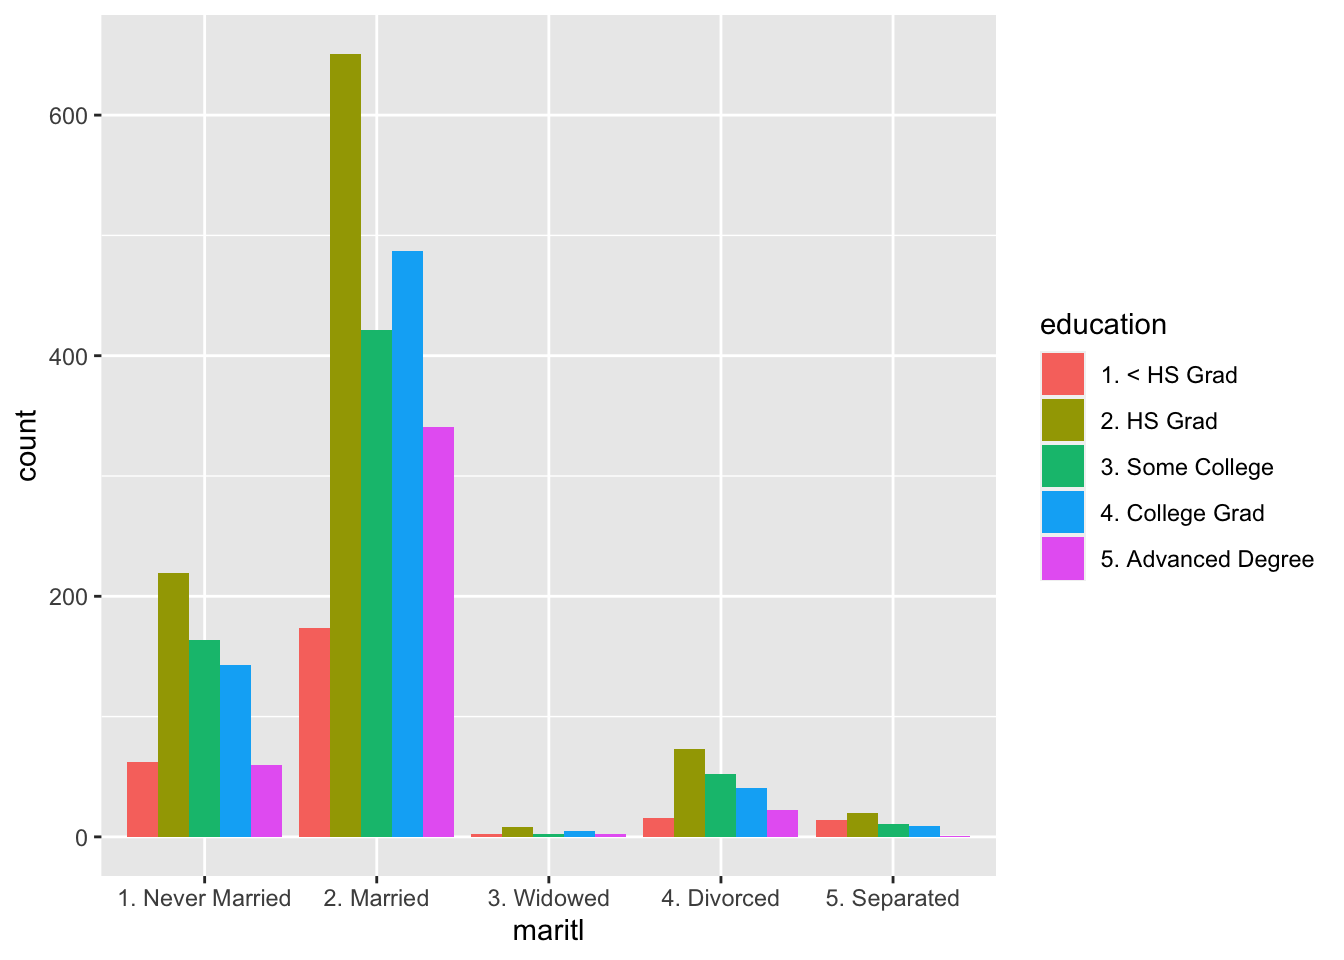 600
400
200
0
count
1. Never Married
2. Married
3. Widowed
4. Divorced
5. Separated
maritl
education
1. < HS Grad
2. HS Grad
3. Some College
4. College Grad
5. Advanced Degree